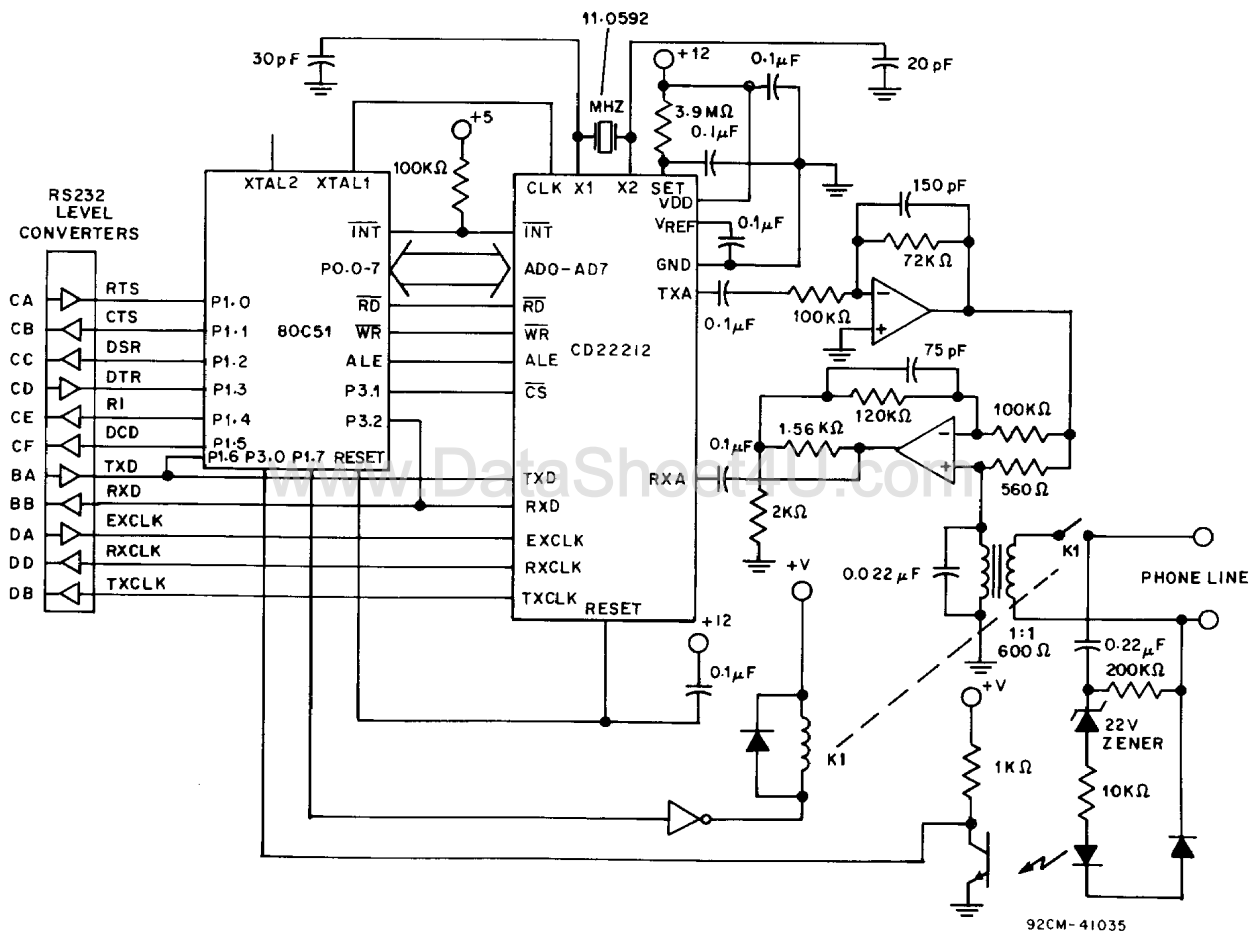 11.0592
30pF
+12
0.1µF
20 pF
MHZ
3.9MΩ
+5
0.1µF
100KΩ
XTAL2 XTAL1
CLK X1 X2 SET
VDD
150 pF
RS232
LEVEL
CONVERTERS
INT
INT
VREF
0.1µF
72KΩ
P0.0-7
AD0-AD7
GND
CA RTS P1.0
RD
RD
TXA
0.1µF
100KΩ
-
+
CB CTS P1.1
80C51
WR
WR
CD22212
CC DSR P1.2
ALE
ALE
75 pF
CD DTR P1.3
P3.1
CS
120KΩ
CE RI P1.4
P3.2
1.56KΩ
100KΩ
CF DCD P1.5
0.1µF
-
+
P1.6 P3.0 P1.7 RESET
www.DataSheet4U.com
BA TXD
TXD
RXA
560Ω
BB RXD
RXD
2KΩ
DA EXCLK
EXCLK
K1
DD RXCLK
RXCLK
+V
0.022µF
PHONE LINE
DB TXCLK
TXCLK
RESET
+12
1:1
600Ω
0.22µF
0.1µF
200KΩ
+V
22V
ZENER
K1
1KΩ
10KΩ
92CM-41035